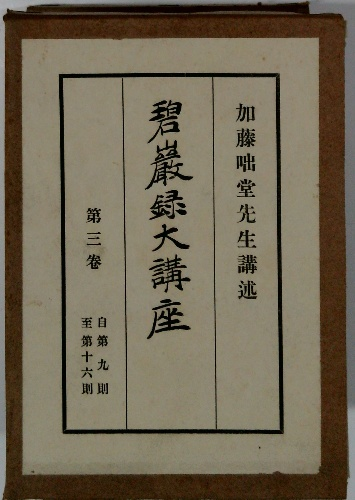 加藤咄堂先生講述
碧巖録大講座
第三卷
自第九則
至第十六則